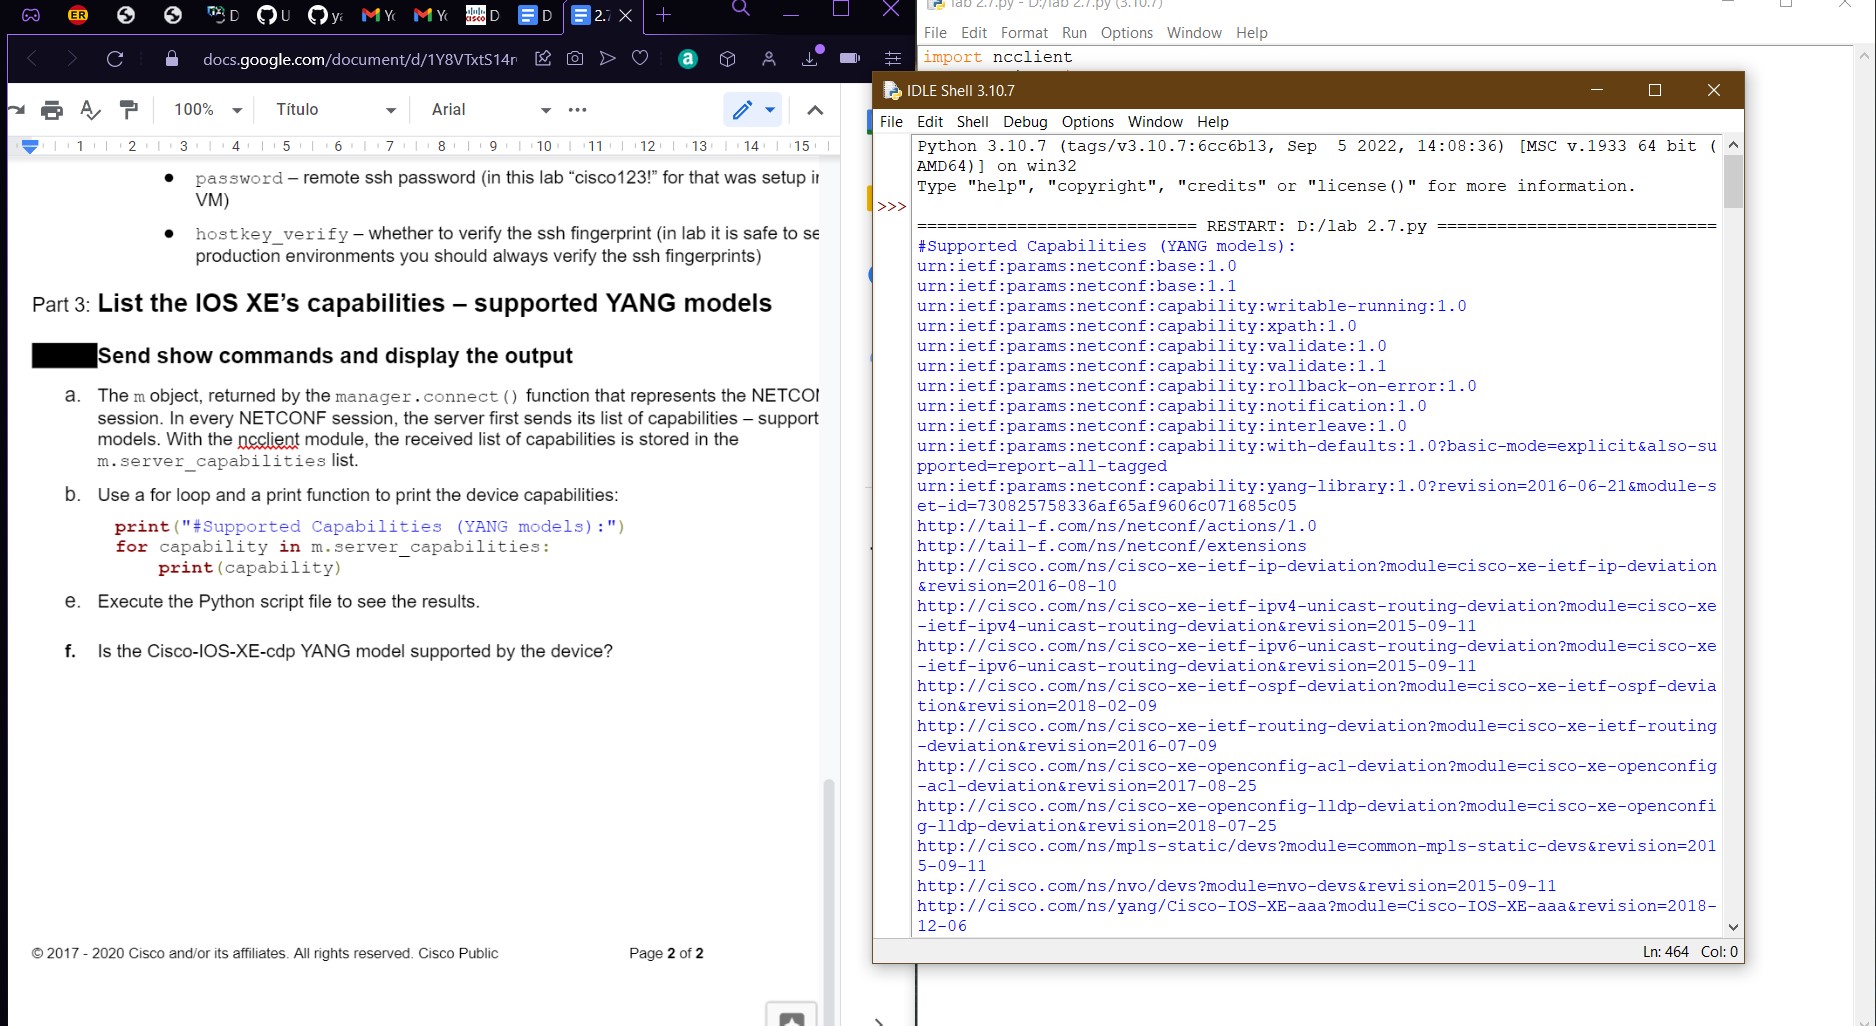 ER
D
U
ya
Yo
Yo
D
D
2.7
docs.google.com/document/d/1Y8VTxtS14r
100%
Título
Arial
1 2 3 4 5 6 7 8 9 10 11 12 13 14 15
password – remote ssh password (in this lab “cisco123!” for that was setup in
VM)
hostkey_verify – whether to verify the ssh fingerprint (in lab it is safe to se
production environments you should always verify the ssh fingerprints)
Part 3: List the IOS XE’s capabilities – supported YANG models
Send show commands and display the output
a. The m object, returned by the manager.connect() function that represents the NETCON
session. In every NETCONF session, the server first sends its list of capabilities – support
models. With the ncclient module, the received list of capabilities is stored in the
m.server_capabilities list.
b. Use a for loop and a print function to print the device capabilities:
print("#Supported Capabilities (YANG models):")
for capability in m.server_capabilities:
print(capability)
e. Execute the Python script file to see the results.
f. Is the Cisco-IOS-XE-cdp YANG model supported by the device?
© 2017 - 2020 Cisco and/or its affiliates. All rights reserved. Cisco Public
Page 2 of 2
lab 2.7.py - D:/lab 2.7.py (3.10.7)
File Edit Format Run Options Window Help
import ncclient
IDLE Shell 3.10.7
File Edit Shell Debug Options Window Help
Python 3.10.7 (tags/v3.10.7:6cc6b13, Sep  5 2022, 14:08:36) [MSC v.1933 64 bit (
AMD64)] on win32
Type "help", "copyright", "credits" or "license()" for more information.
>>>
============================ RESTART: D:/lab 2.7.py ============================
#Supported Capabilities (YANG models):
urn:ietf:params:netconf:base:1.0
urn:ietf:params:netconf:base:1.1
urn:ietf:params:netconf:capability:writable-running:1.0
urn:ietf:params:netconf:capability:xpath:1.0
urn:ietf:params:netconf:capability:validate:1.0
urn:ietf:params:netconf:capability:validate:1.1
urn:ietf:params:netconf:capability:rollback-on-error:1.0
urn:ietf:params:netconf:capability:notification:1.0
urn:ietf:params:netconf:capability:interleave:1.0
urn:ietf:params:netconf:capability:with-defaults:1.0?basic-mode=explicit&also-su
pported=report-all-tagged
urn:ietf:params:netconf:capability:yang-library:1.0?revision=2016-06-21&module-s
et-id=730825758336af65af9606c071685c05
http://tail-f.com/ns/netconf/actions/1.0
http://tail-f.com/ns/netconf/extensions
http://cisco.com/ns/cisco-xe-ietf-ip-deviation?module=cisco-xe-ietf-ip-deviation
&revision=2016-08-10
http://cisco.com/ns/cisco-xe-ietf-ipv4-unicast-routing-deviation?module=cisco-xe
-ietf-ipv4-unicast-routing-deviation&revision=2015-09-11
http://cisco.com/ns/cisco-xe-ietf-ipv6-unicast-routing-deviation?module=cisco-xe
-ietf-ipv6-unicast-routing-deviation&revision=2015-09-11
http://cisco.com/ns/cisco-xe-ietf-ospf-deviation?module=cisco-xe-ietf-ospf-devia
tion&revision=2018-02-09
http://cisco.com/ns/cisco-xe-ietf-routing-deviation?module=cisco-xe-ietf-routing
-deviation&revision=2016-07-09
http://cisco.com/ns/cisco-xe-openconfig-acl-deviation?module=cisco-xe-openconfig
-acl-deviation&revision=2017-08-25
http://cisco.com/ns/cisco-xe-openconfig-lldp-deviation?module=cisco-xe-openconfi
g-lldp-deviation&revision=2018-07-25
http://cisco.com/ns/mpls-static/devs?module=common-mpls-static-devs&revision=201
5-09-11
http://cisco.com/ns/nvo/devs?module=nvo-devs&revision=2015-09-11
http://cisco.com/ns/yang/Cisco-IOS-XE-aaa?module=Cisco-IOS-XE-aaa&revision=2018-
12-06
Ln: 464 Col: 0